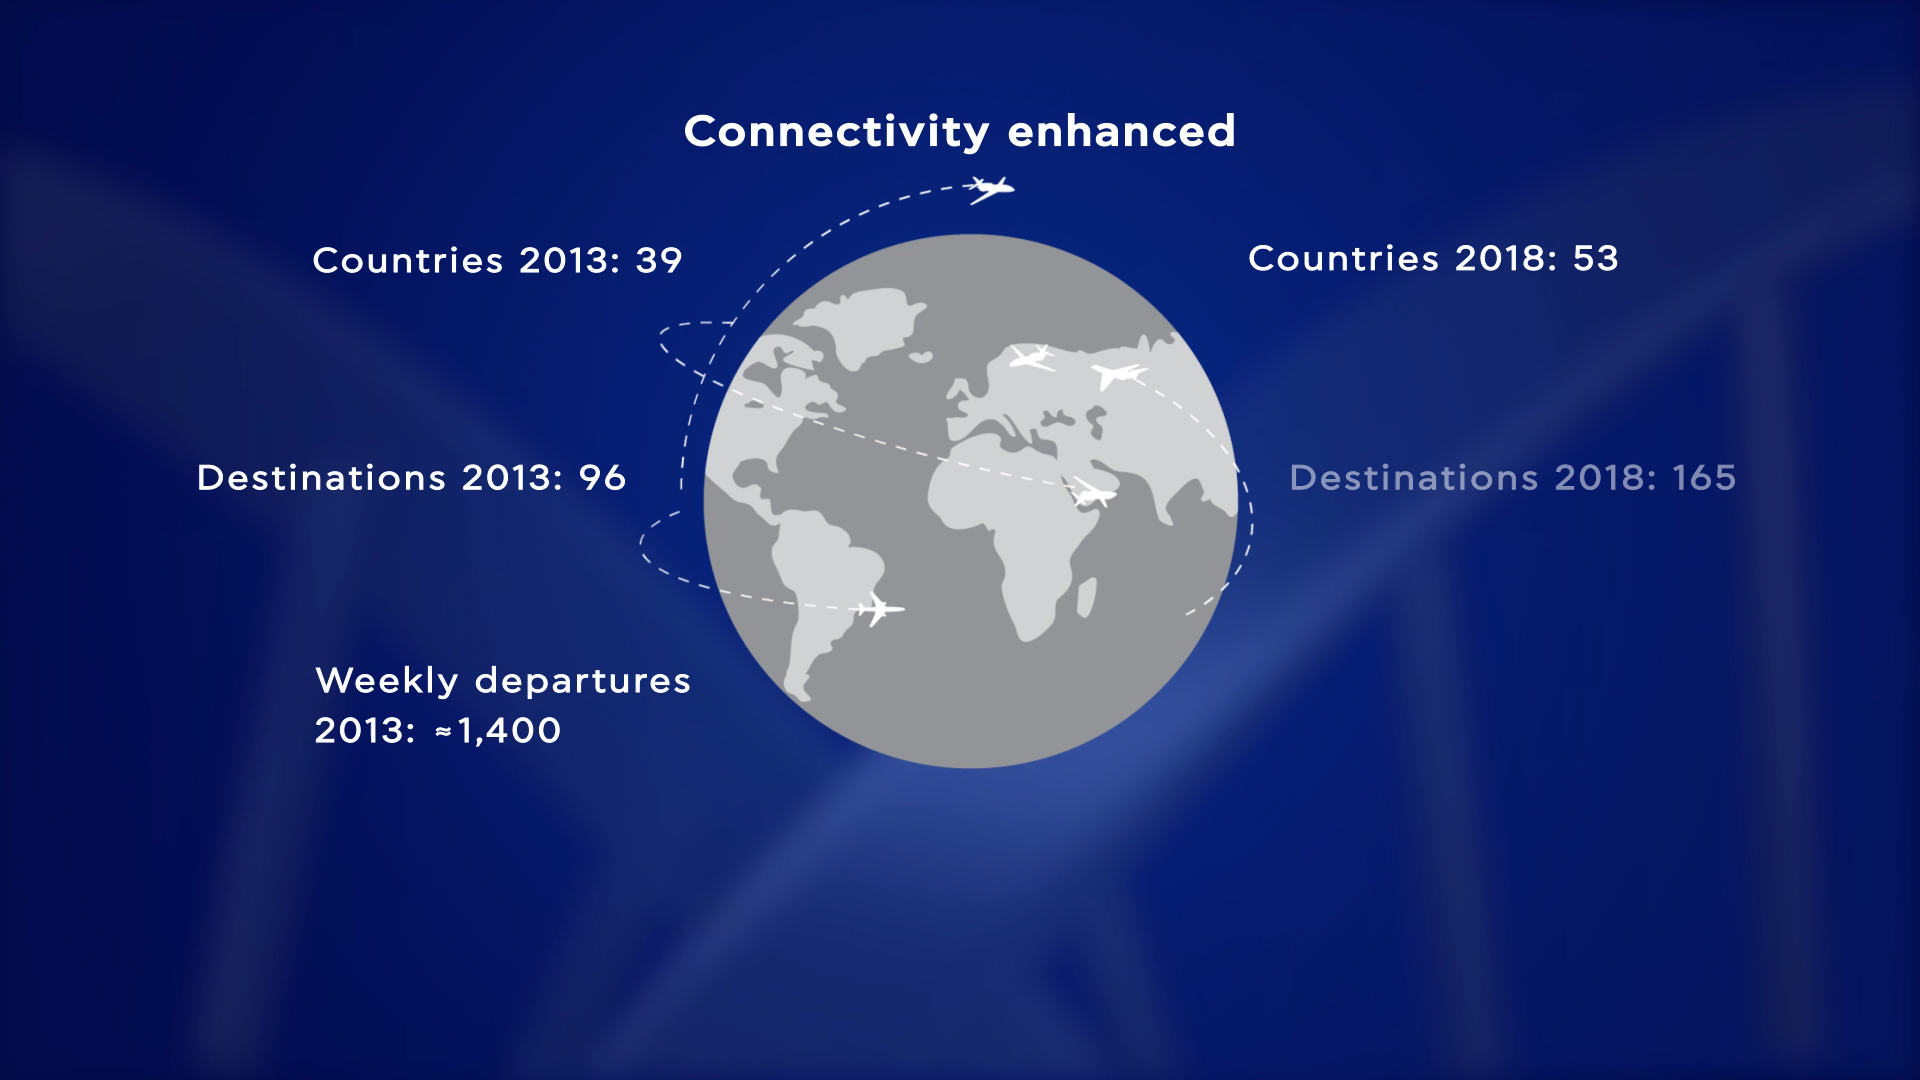 Connectivity enhanced
Countries 2013: 39
Countries 2018: 53
Destinations 2013: 96
Destinations 2018: 165
Weekly departures
2013: ≈1,400